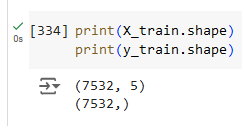 [334] print(X_train.shape)
print(y_train.shape)
0s
(7532, 5)
(7532,)